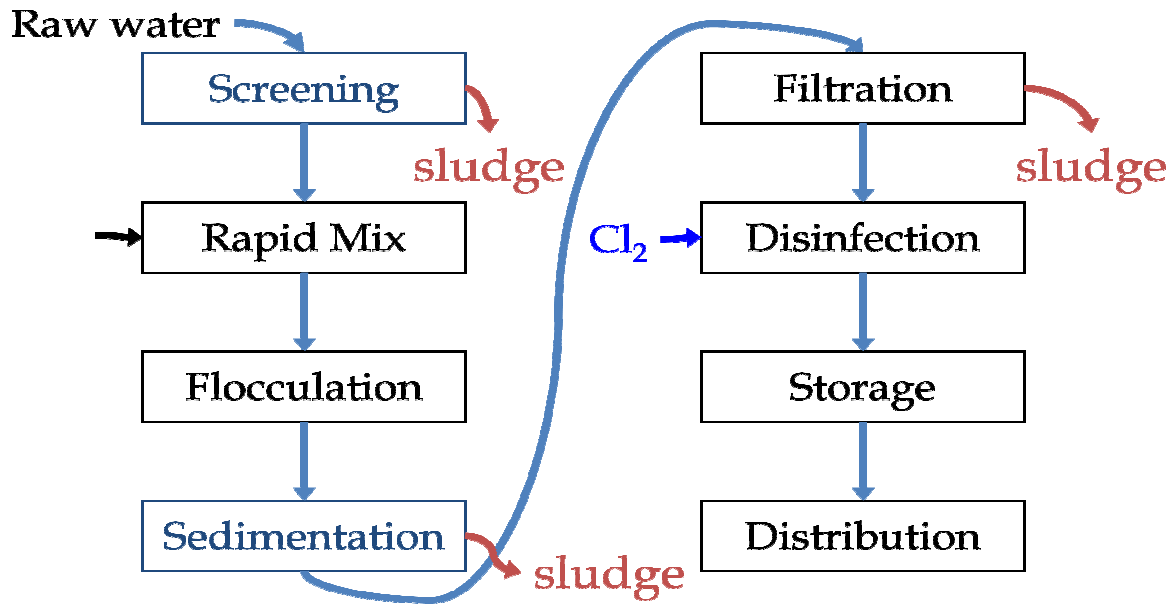 Raw water
Screening
sludge
Rapid Mix
Flocculation
Sedimentation
sludge
Filtration
sludge
Cl₂
Disinfection
Storage
Distribution